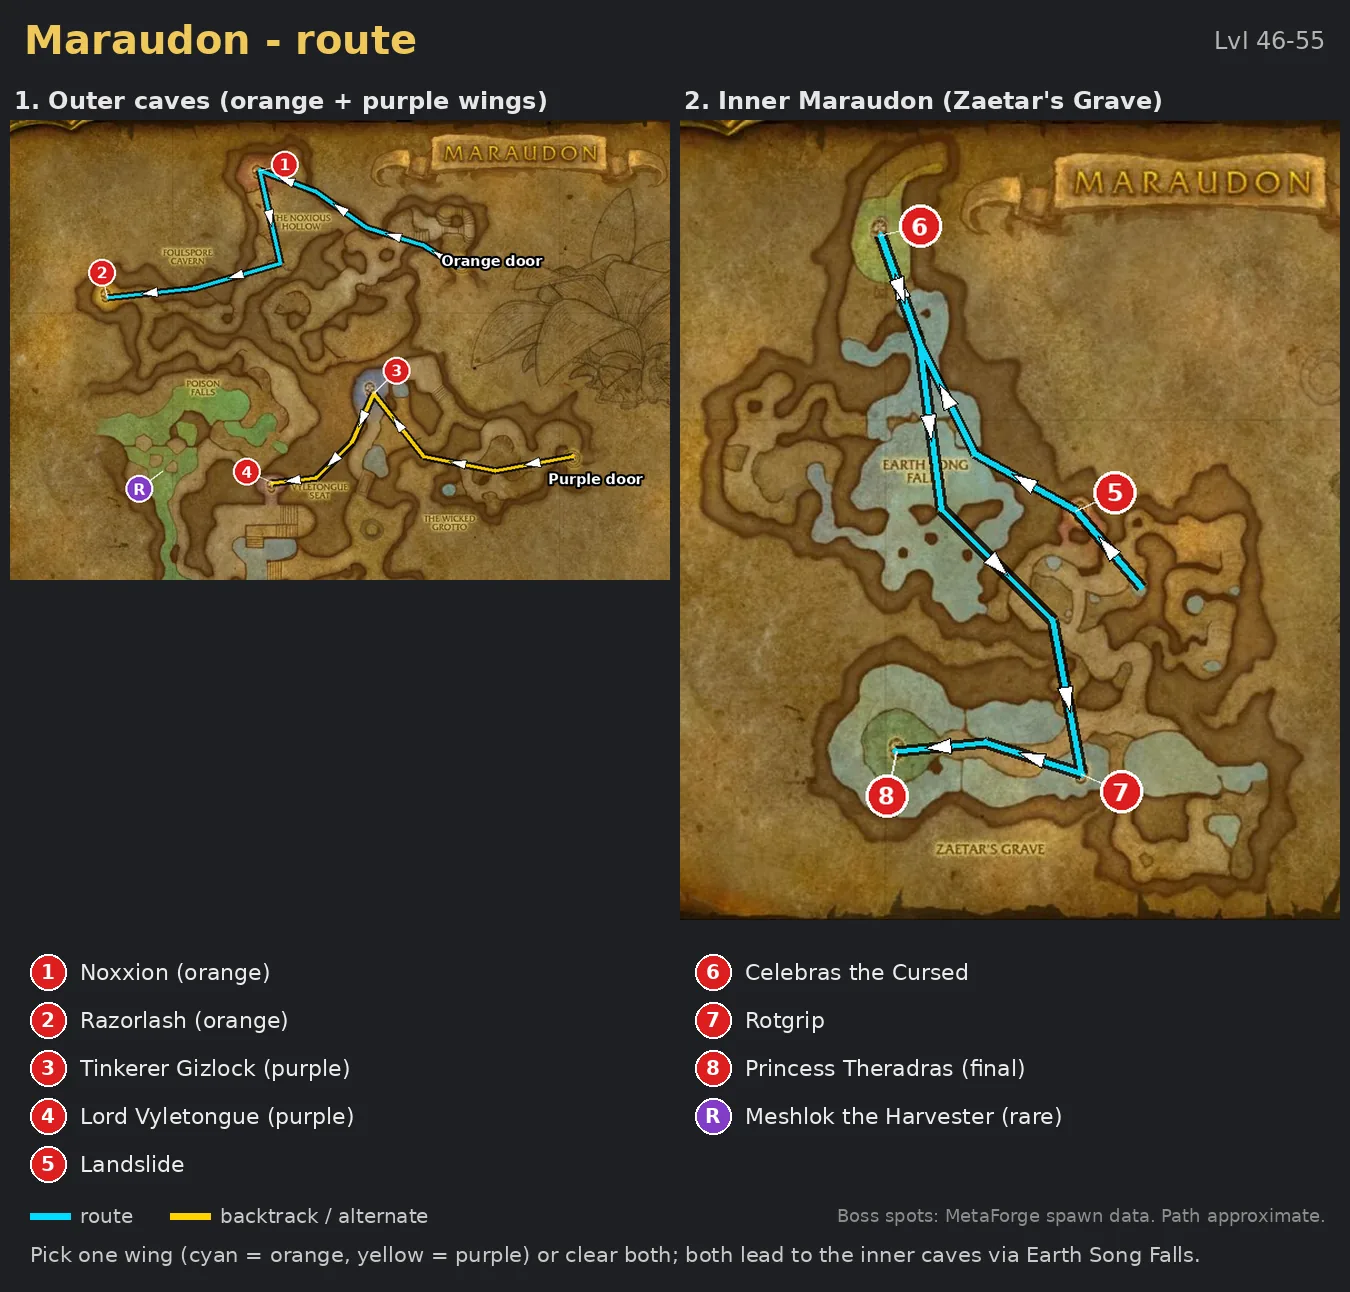 Maraudon - route
Lvl 46-55
1. Outer caves (orange + purple wings)
MARAUDON
1
THE NOXIOUS
HOLLOW
FOULSPORE
CAVERN
Orange door
2
3
POISON
FALLS
4
VYLETONGUE
SEAT
Purple door
R
THE WICKED
GROTTO
2. Inner Maraudon (Zaetar's Grave)
MARAUDON
6
EARTH SONG
FALLS
5
8
7
ZAETAR'S GRAVE
1 Noxxion (orange)
2 Razorlash (orange)
3 Tinkerer Gizlock (purple)
4 Lord Vyletongue (purple)
5 Landslide
6 Celebras the Cursed
7 Rotgrip
8 Princess Theradras (final)
R Meshlok the Harvester (rare)
route
backtrack / alternate
Boss spots: MetaForge spawn data. Path approximate.
Pick one wing (cyan = orange, yellow = purple) or clear both; both lead to the inner caves via Earth Song Falls.